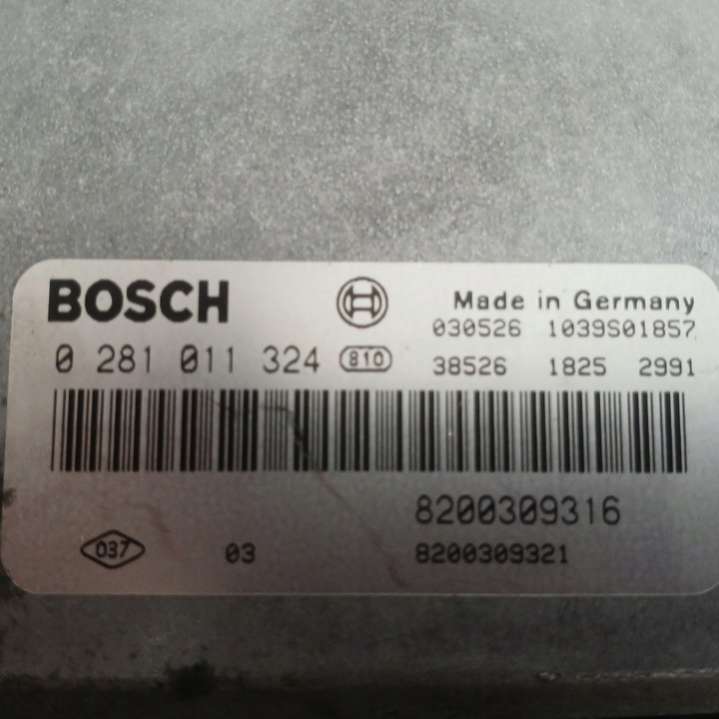 BOSCH
Made in Germany
030526 1039S01857
0 281 011 324 810
38526 1825 2991
8200309316
037 03 8200309321